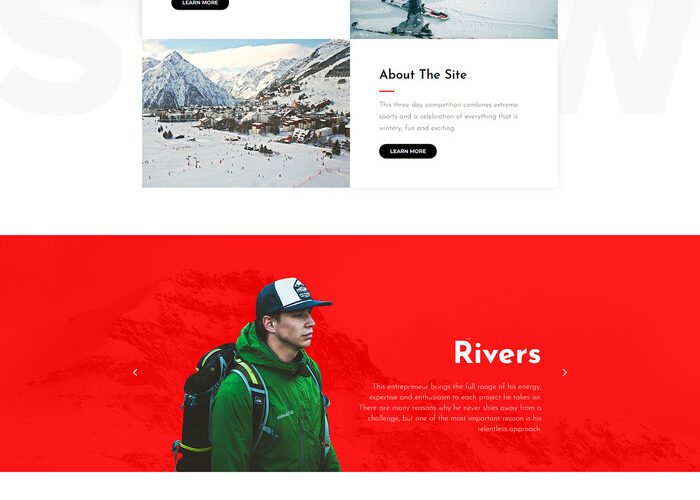 LEARN MORE
S W
About The Site
This three day competition combines extreme
sports and a celebration of everything that is
wintery, fun and exciting
LEARN MORE
Rivers
This entrepreneur brings the full range of his energy,
expertise and enthusiasm to each project he takes on.
There are many reasons why he never shies away from a
challenge, but one of the most important reason is his
relentless approach.